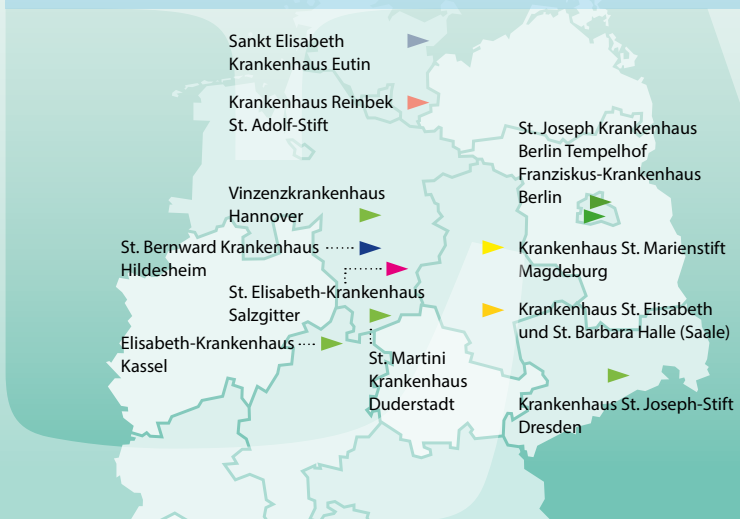 Sankt Elisabeth
Krankenhaus Eutin
Krankenhaus Reinbek
St. Adolf-Stift
St. Joseph Krankenhaus
Berlin Tempelhof
Franziskus-Krankenhaus
Berlin
Vinzenzkrankenhaus
Hannover
St. Bernward Krankenhaus
Hildesheim
Krankenhaus St. Marienstift
Magdeburg
St. Elisabeth-Krankenhaus
Salzgitter
Krankenhaus St. Elisabeth
und St. Barbara Halle (Saale)
Elisabeth-Krankenhaus
Kassel
St. Martini
Krankenhaus
Duderstadt
Krankenhaus St. Joseph-Stift
Dresden